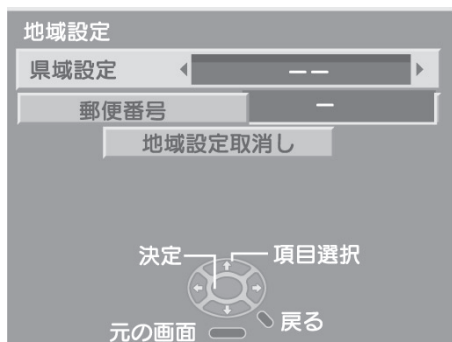 地域設定
県域設定 −−
郵便番号 −
地域設定取消し
決定 項目選択
元の画面 戻る